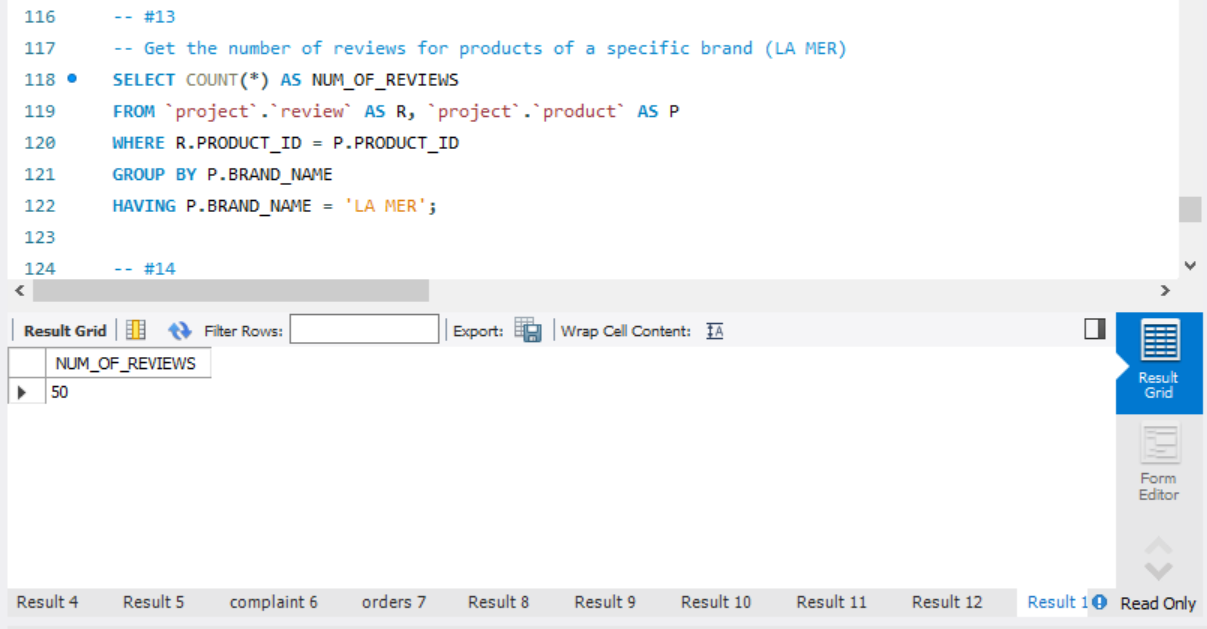 116 -- #13
117 -- Get the number of reviews for products of a specific brand (LA MER)
118 SELECT COUNT(*) AS NUM_OF_REVIEWS
119 FROM `project`.`review` AS R, `project`.`product` AS P
120 WHERE R.PRODUCT_ID = P.PRODUCT_ID
121 GROUP BY P.BRAND_NAME
122 HAVING P.BRAND_NAME = 'LA MER';
123
124 -- #14
Result Grid Filter Rows: Export: Wrap Cell Content: IA
NUM_OF_REVIEWS
50
Result Grid
Form Editor
Result 4 Result 5 complaint 6 orders 7 Result 8 Result 9 Result 10 Result 11 Result 12 Result 1 Read Only